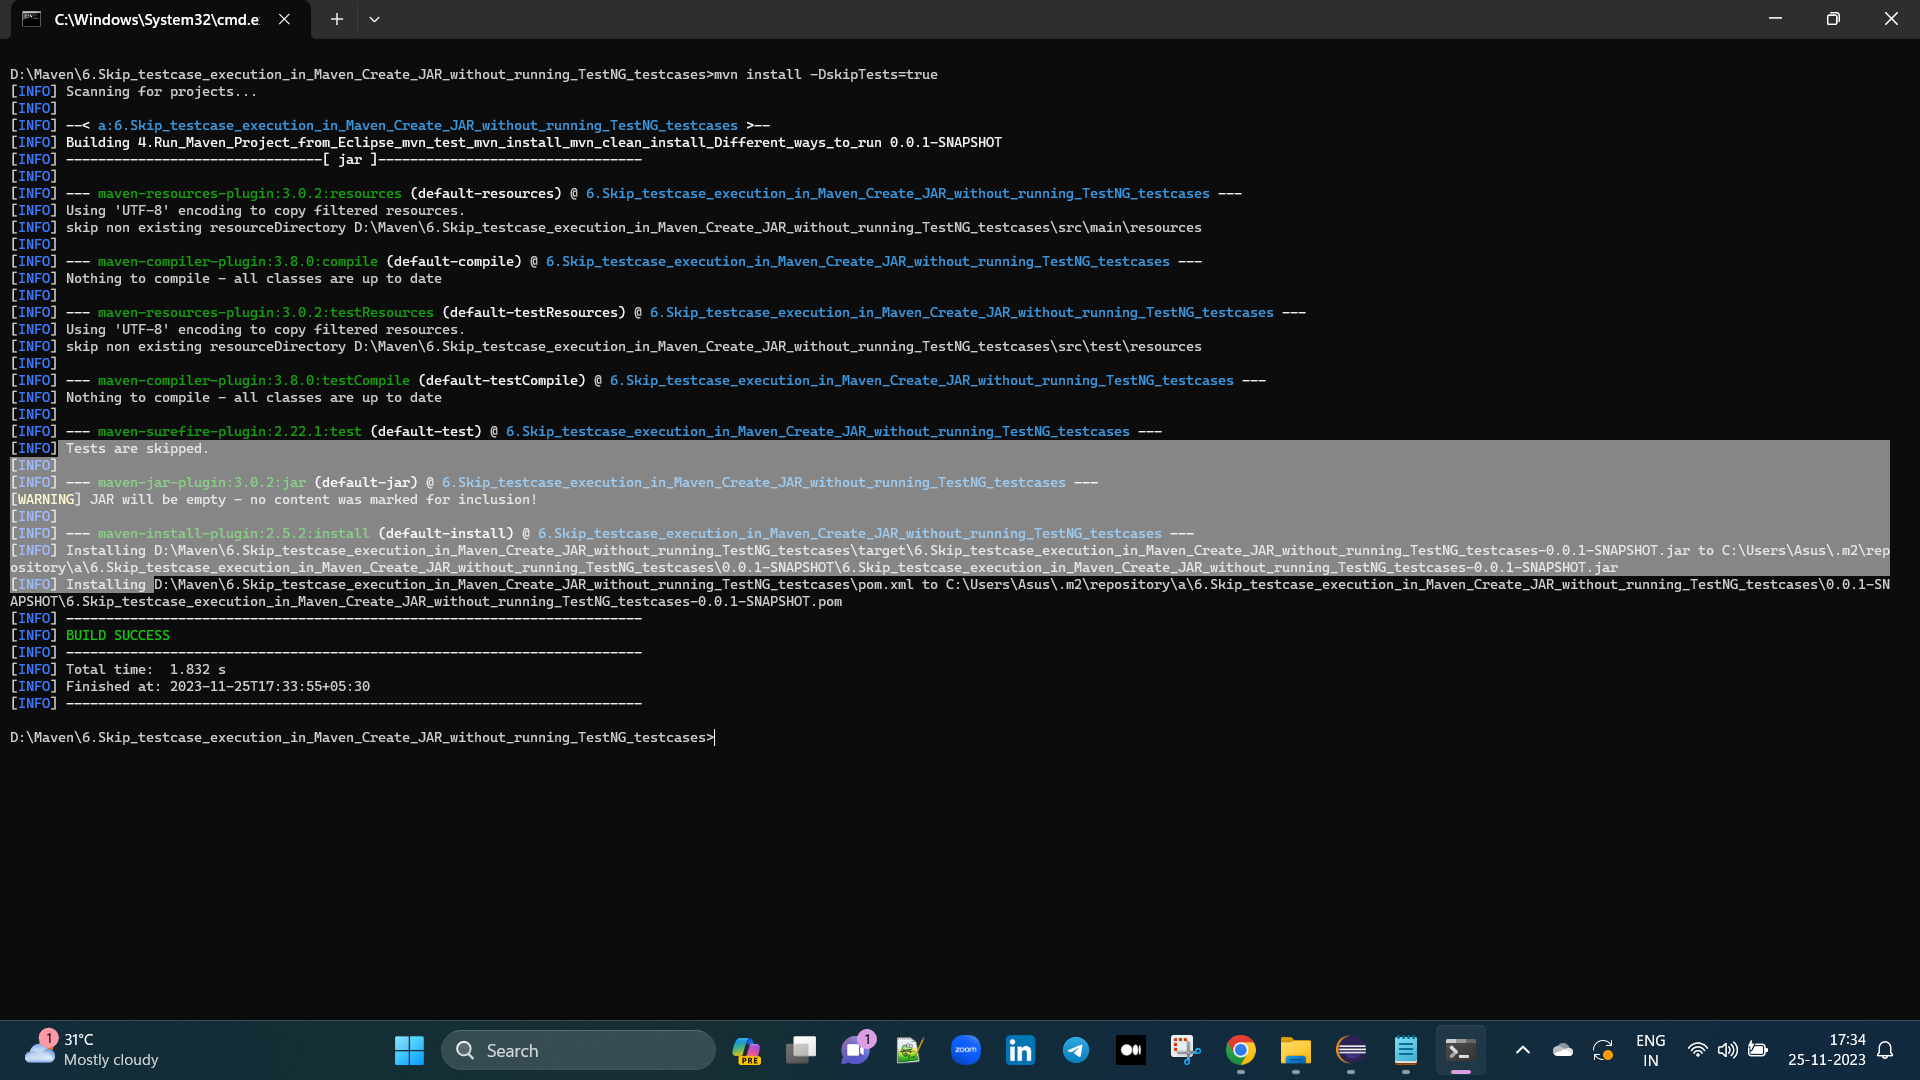 C:\Windows\System32\cmd.e
D:\Maven\6.Skip_testcase_execution_in_Maven_Create_JAR_without_running_TestNG_testcases>mvn install -DskipTests=true
[INFO] Scanning for projects...
[INFO]
[INFO] --< a:6.Skip_testcase_execution_in_Maven_Create_JAR_without_running_TestNG_testcases >--
[INFO] Building 4.Run_Maven_Project_from_Eclipse_mvn_test_mvn_install_mvn_clean_install_Different_ways_to_run 0.0.1-SNAPSHOT
[INFO] --------------------------------[ jar ]---------------------------------
[INFO]
[INFO] --- maven-resources-plugin:3.0.2:resources (default-resources) @ 6.Skip_testcase_execution_in_Maven_Create_JAR_without_running_TestNG_testcases ---
[INFO] Using 'UTF-8' encoding to copy filtered resources.
[INFO] skip non existing resourceDirectory D:\Maven\6.Skip_testcase_execution_in_Maven_Create_JAR_without_running_TestNG_testcases\src\main\resources
[INFO]
[INFO] --- maven-compiler-plugin:3.8.0:compile (default-compile) @ 6.Skip_testcase_execution_in_Maven_Create_JAR_without_running_TestNG_testcases ---
[INFO] Nothing to compile - all classes are up to date
[INFO]
[INFO] --- maven-resources-plugin:3.0.2:testResources (default-testResources) @ 6.Skip_testcase_execution_in_Maven_Create_JAR_without_running_TestNG_testcases ---
[INFO] Using 'UTF-8' encoding to copy filtered resources.
[INFO] skip non existing resourceDirectory D:\Maven\6.Skip_testcase_execution_in_Maven_Create_JAR_without_running_TestNG_testcases\src\test\resources
[INFO]
[INFO] --- maven-compiler-plugin:3.8.0:testCompile (default-testCompile) @ 6.Skip_testcase_execution_in_Maven_Create_JAR_without_running_TestNG_testcases ---
[INFO] Nothing to compile - all classes are up to date
[INFO]
[INFO] --- maven-surefire-plugin:2.22.1:test (default-test) @ 6.Skip_testcase_execution_in_Maven_Create_JAR_without_running_TestNG_testcases ---
[INFO] Tests are skipped.
[INFO]
[INFO] --- maven-jar-plugin:3.0.2:jar (default-jar) @ 6.Skip_testcase_execution_in_Maven_Create_JAR_without_running_TestNG_testcases ---
[WARNING] JAR will be empty - no content was marked for inclusion!
[INFO]
[INFO] --- maven-install-plugin:2.5.2:install (default-install) @ 6.Skip_testcase_execution_in_Maven_Create_JAR_without_running_TestNG_testcases ---
[INFO] Installing D:\Maven\6.Skip_testcase_execution_in_Maven_Create_JAR_without_running_TestNG_testcases\target\6.Skip_testcase_execution_in_Maven_Create_JAR_without_running_TestNG_testcases-0.0.1-SNAPSHOT.jar to C:\Users\Asus\.m2\rep
ository\a\6.Skip_testcase_execution_in_Maven_Create_JAR_without_running_TestNG_testcases\0.0.1-SNAPSHOT\6.Skip_testcase_execution_in_Maven_Create_JAR_without_running_TestNG_testcases-0.0.1-SNAPSHOT.jar
[INFO] Installing D:\Maven\6.Skip_testcase_execution_in_Maven_Create_JAR_without_running_TestNG_testcases\pom.xml to C:\Users\Asus\.m2\repository\a\6.Skip_testcase_execution_in_Maven_Create_JAR_without_running_TestNG_testcases\0.0.1-SN
APSHOT\6.Skip_testcase_execution_in_Maven_Create_JAR_without_running_TestNG_testcases-0.0.1-SNAPSHOT.pom
[INFO] ------------------------------------------------------------------------
[INFO] BUILD SUCCESS
[INFO] ------------------------------------------------------------------------
[INFO] Total time:  1.832 s
[INFO] Finished at: 2023-11-25T17:33:55+05:30
[INFO] ------------------------------------------------------------------------
D:\Maven\6.Skip_testcase_execution_in_Maven_Create_JAR_without_running_TestNG_testcases>
1
31°C
Mostly cloudy
Search
PRE
1
zoom
in
ENG
IN
17:34
25-11-2023